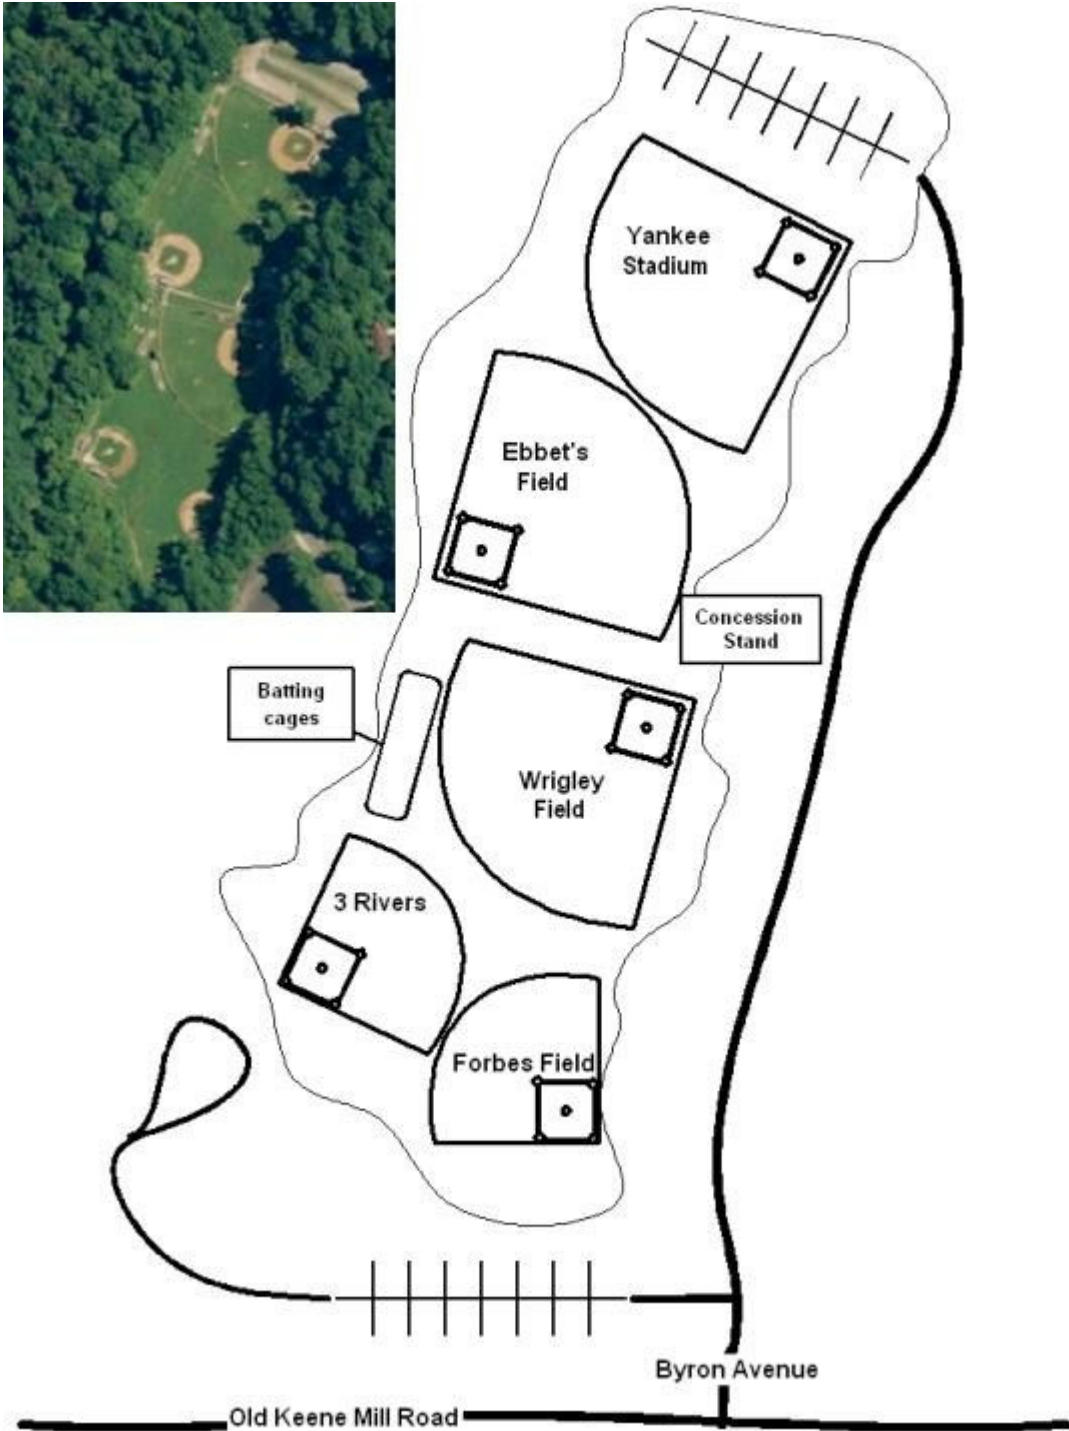 Yankee
Stadium
Ebbet's
Field
Concession
Stand
Batting
cages
Wrigley
Field
3 Rivers
Forbes Field
Byron Avenue
Old Keene Mill Road